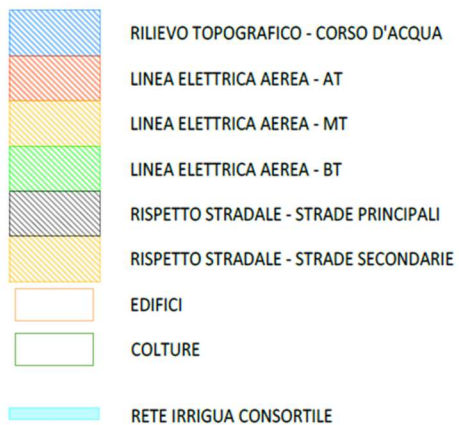 RILIEVO TOPOGRAFICO - CORSO D'ACQUA
LINEA ELETTRICA AEREA - AT
LINEA ELETTRICA AEREA - MT
LINEA ELETTRICA AEREA - BT
RISPETTO STRADALE - STRADE PRINCIPALI
RISPETTO STRADALE - STRADE SECONDARIE
EDIFICI
COLTURE
RETE IRRIGUA CONSORTILE